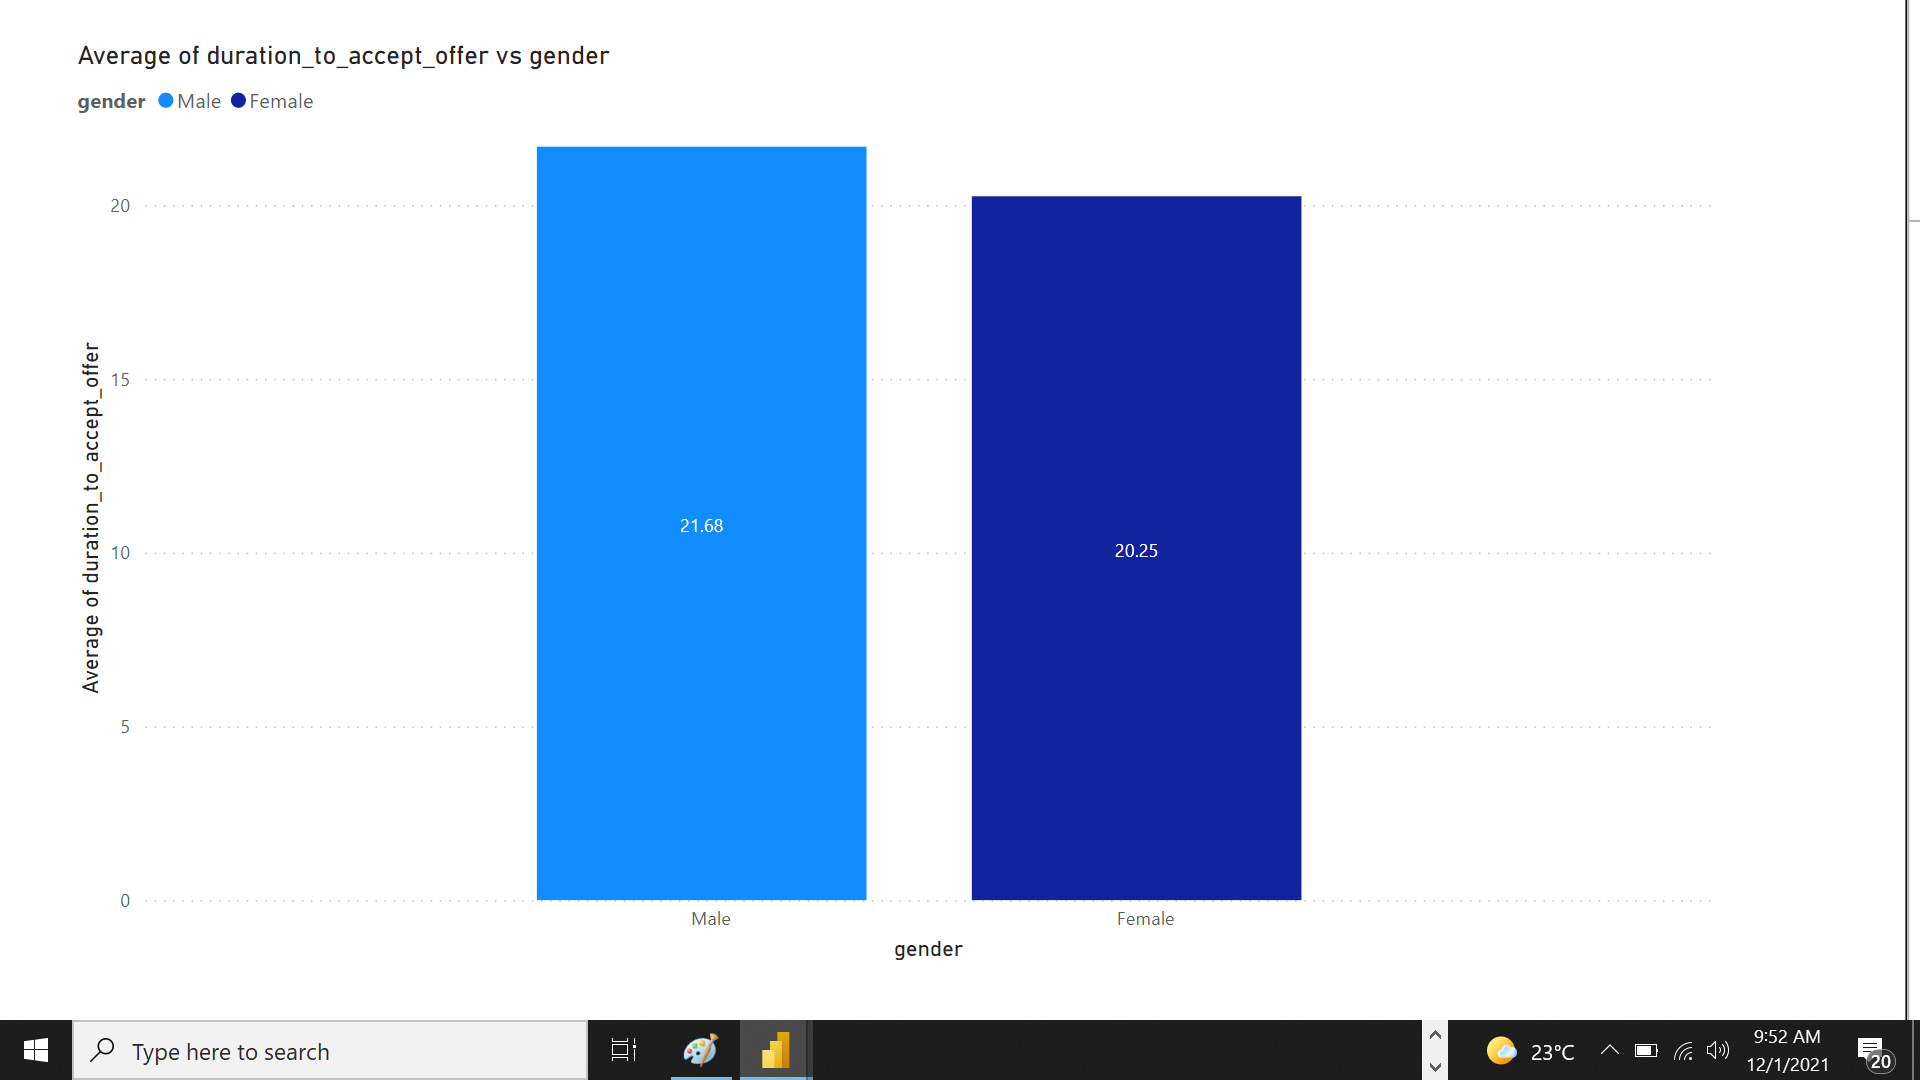 Average of duration_to_accept_offer vs gender
gender Male Female
Average of duration_to_accept_offer
20
15
10
5
0
21.68
20.25
Male Female
gender
Type here to search
23°C
9:52 AM
12/1/2021
20